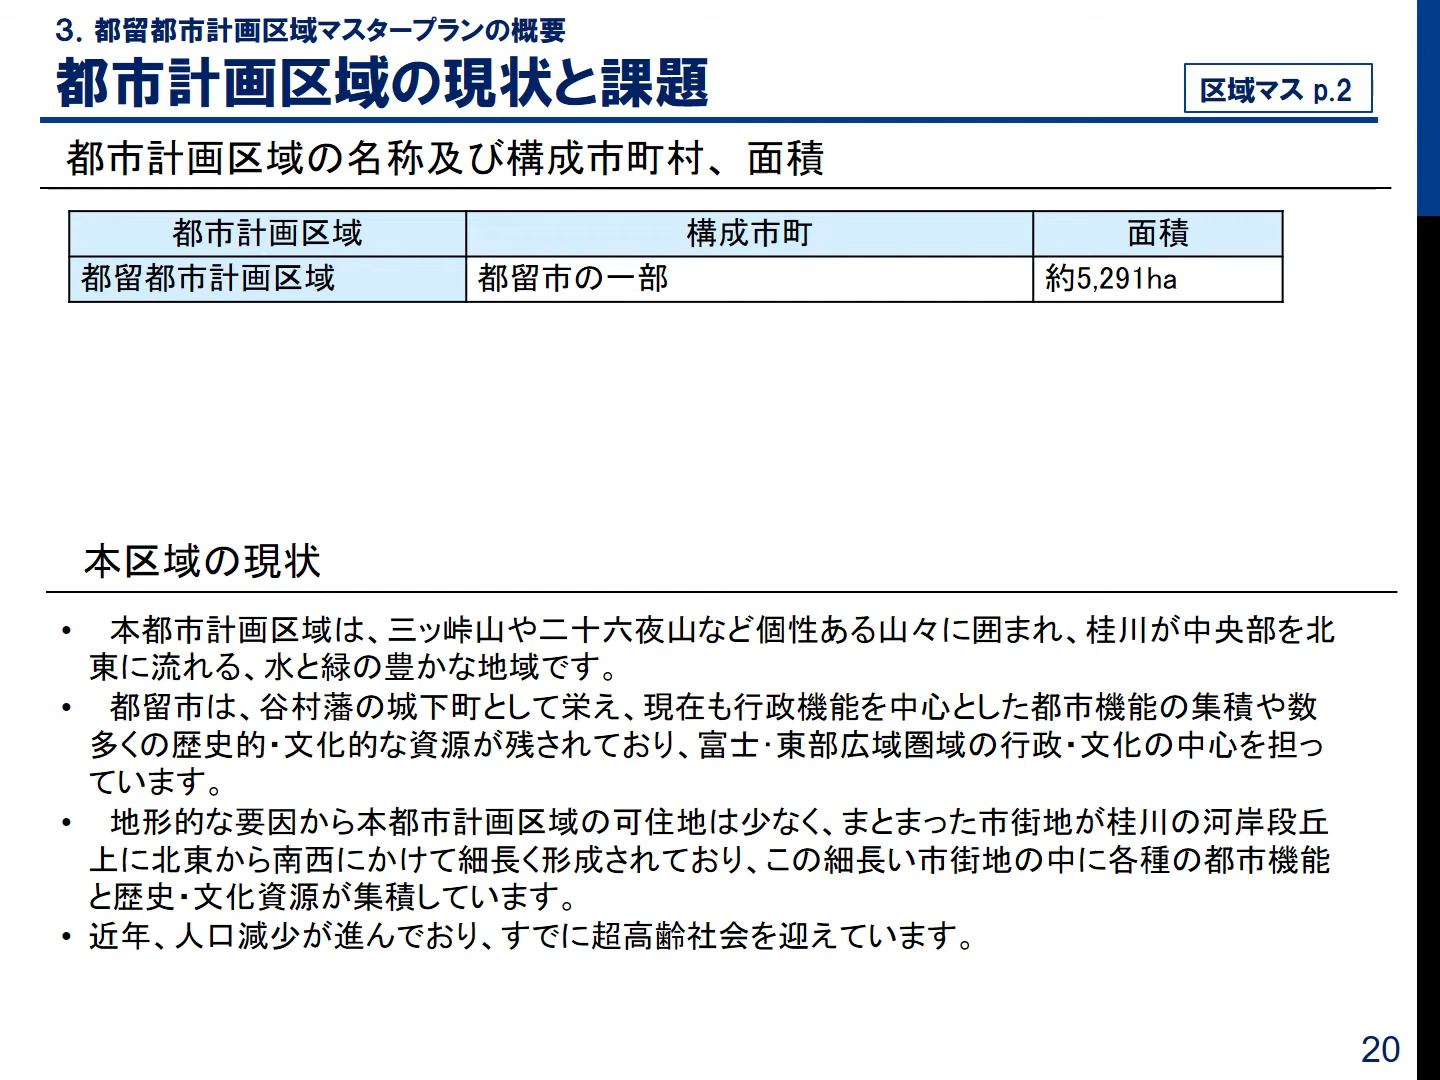 3. 都留都市計画区域マスタープランの概要
都市計画区域の現状と課題
区域マス p.2
都市計画区域の名称及び構成市町村、面積
都市計画区域 構成市町 面積
都留都市計画区域 都留市の一部 約5,291ha
本区域の現状
• 本都市計画区域は、三ッ峠山や二十六夜山など個性ある山々に囲まれ、桂川が中央部を北
東に流れる、水と緑の豊かな地域です。
• 都留市は、谷村藩の城下町として栄え、現在も行政機能を中心とした都市機能の集積や数
多くの歴史的・文化的な資源が残されており、富士・東部広域圏域の行政・文化の中心を担っ
ています。
• 地形的な要因から本都市計画区域の可住地は少なく、まとまった市街地が桂川の河岸段丘
上に北東から南西にかけて細長く形成されており、この細長い市街地の中に各種の都市機能
と歴史・文化資源が集積しています。
• 近年、人口減少が進んでおり、すでに超高齢社会を迎えています。
20